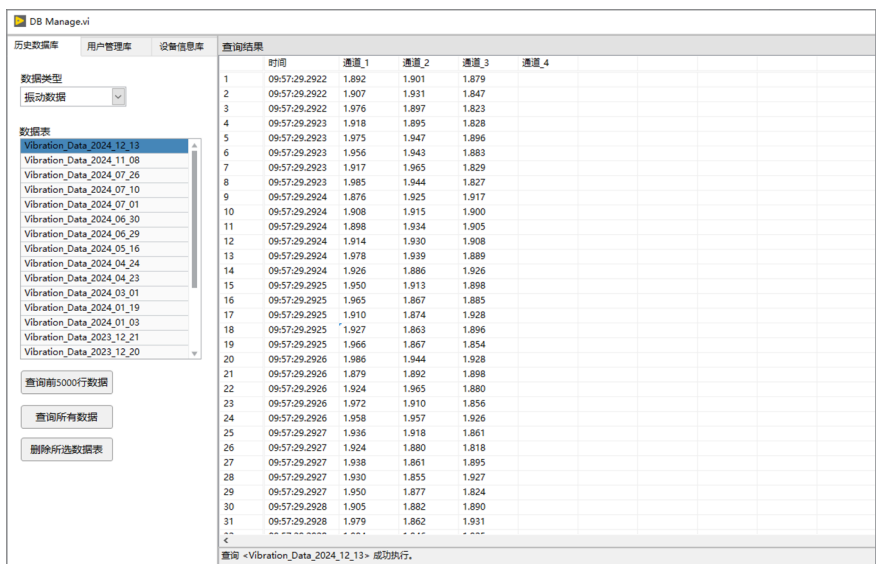 DB Manage.vi
历史数据库 用户管理库 设备信息库
数据类型
振动数据
数据表
Vibration_Data_2024_12_13
Vibration_Data_2024_11_08
Vibration_Data_2024_07_26
Vibration_Data_2024_07_10
Vibration_Data_2024_07_01
Vibration_Data_2024_06_30
Vibration_Data_2024_06_29
Vibration_Data_2024_05_16
Vibration_Data_2024_04_24
Vibration_Data_2024_04_23
Vibration_Data_2024_03_01
Vibration_Data_2024_01_19
Vibration_Data_2024_01_03
Vibration_Data_2023_12_21
Vibration_Data_2023_12_20
查询前5000行数据
查询所有数据
删除所选数据表
查询结果
时间 通道_1 通道_2 通道_3 通道_4
1 09:57:29.2922 1.892 1.901 1.879
2 09:57:29.2922 1.907 1.931 1.847
3 09:57:29.2922 1.976 1.897 1.823
4 09:57:29.2923 1.918 1.895 1.828
5 09:57:29.2923 1.975 1.947 1.896
6 09:57:29.2923 1.956 1.943 1.883
7 09:57:29.2923 1.917 1.965 1.829
8 09:57:29.2923 1.985 1.944 1.827
9 09:57:29.2924 1.876 1.925 1.917
10 09:57:29.2924 1.908 1.915 1.900
11 09:57:29.2924 1.898 1.934 1.905
12 09:57:29.2924 1.914 1.930 1.908
13 09:57:29.2924 1.978 1.939 1.889
14 09:57:29.2924 1.926 1.886 1.926
15 09:57:29.2925 1.950 1.913 1.898
16 09:57:29.2925 1.965 1.867 1.885
17 09:57:29.2925 1.910 1.874 1.928
18 09:57:29.2925 1.927 1.863 1.896
19 09:57:29.2925 1.966 1.867 1.854
20 09:57:29.2926 1.986 1.944 1.928
21 09:57:29.2926 1.879 1.892 1.898
22 09:57:29.2926 1.924 1.965 1.880
23 09:57:29.2926 1.972 1.910 1.856
24 09:57:29.2926 1.958 1.957 1.926
25 09:57:29.2927 1.936 1.918 1.861
26 09:57:29.2927 1.924 1.880 1.818
27 09:57:29.2927 1.938 1.861 1.895
28 09:57:29.2927 1.930 1.855 1.927
29 09:57:29.2927 1.950 1.877 1.824
30 09:57:29.2928 1.905 1.882 1.890
31 09:57:29.2928 1.979 1.862 1.931
查询 <Vibration_Data_2024_12_13> 成功执行。